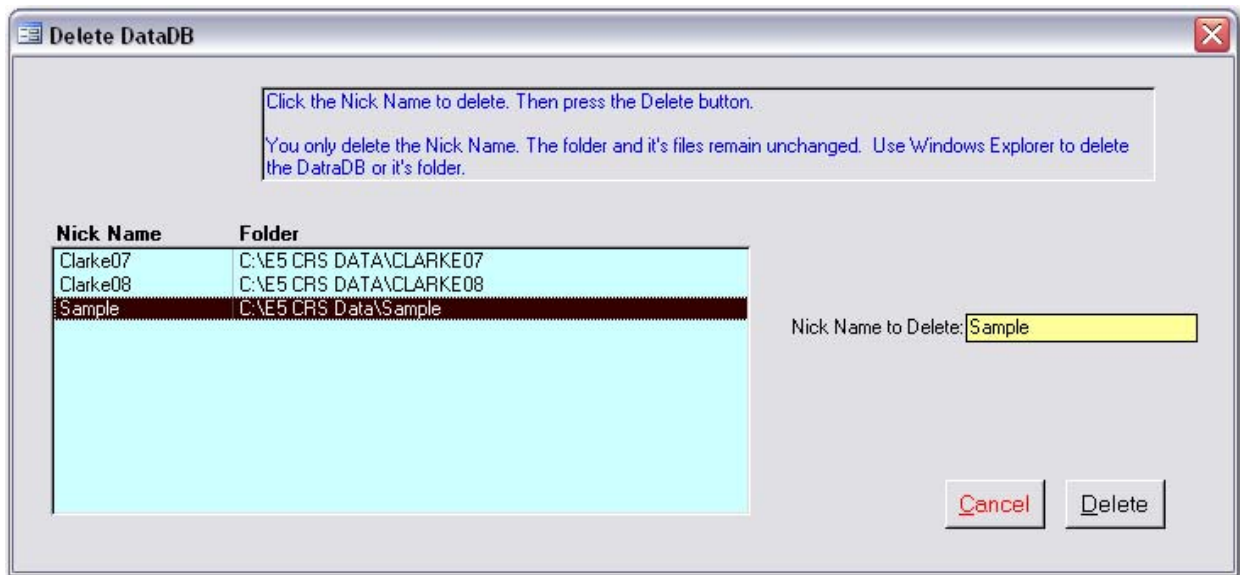 Delete DataDB
Click the Nick Name to delete. Then press the Delete button.
You only delete the Nick Name. The folder and it's files remain unchanged.  Use Windows Explorer to delete
the DatraDB or it's folder.
Nick Name Folder
Clarke07 C:\E5 CRS DATA\CLARKE07
Clarke08 C:\E5 CRS DATA\CLARKE08
Sample C:\E5 CRS Data\Sample
Nick Name to Delete: Sample
Cancel Delete